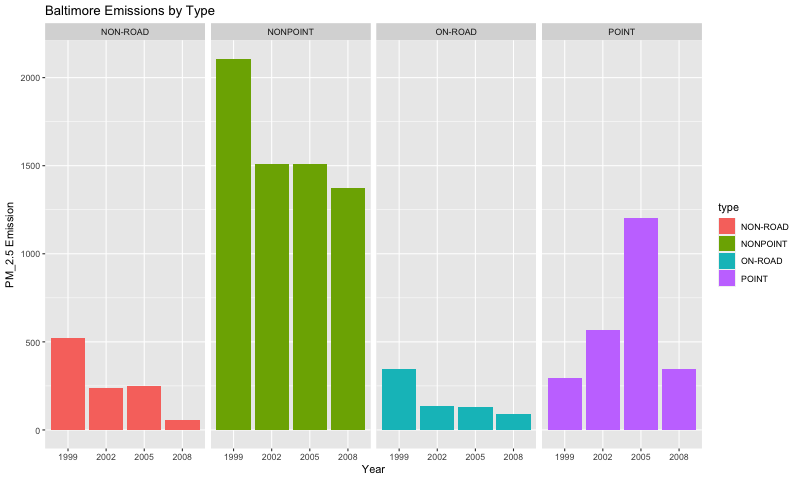 Baltimore Emissions by Type
NON-ROAD
NONPOINT
ON-ROAD
POINT
PM_2.5 Emission
2000
1500
1000
500
0
1999 2002 2005 2008
1999 2002 2005 2008
1999 2002 2005 2008
1999 2002 2005 2008
Year
type
NON-ROAD
NONPOINT
ON-ROAD
POINT